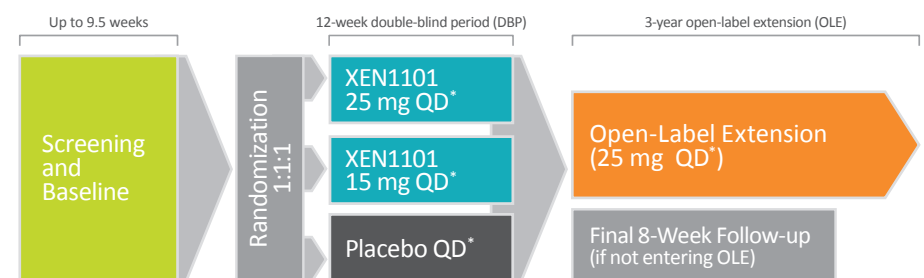 Up to 9.5 weeks
12-week double-blind period (DBP)
3-year open-label extension (OLE)
Screening
and
Baseline
Randomization
1:1:1
XEN1101
25 mg QD*
XEN1101
15 mg QD*
Placebo QD*
Open-Label Extension
(25 mg QD*)
Final 8-Week Follow-up
(if not entering OLE)